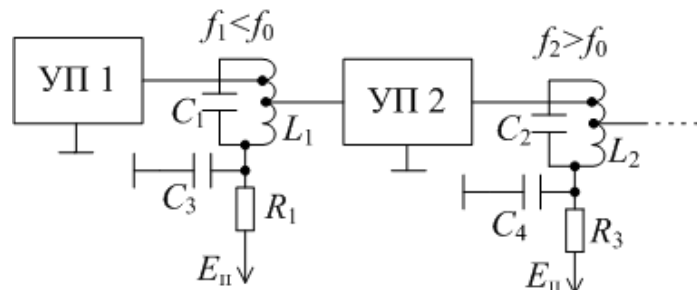 f₁<f₀
f₂>f₀
УП 1
C₁
L₁
УП 2
C₂
L₂
C₃
R₁
C₄
R₃
Eп
Eп